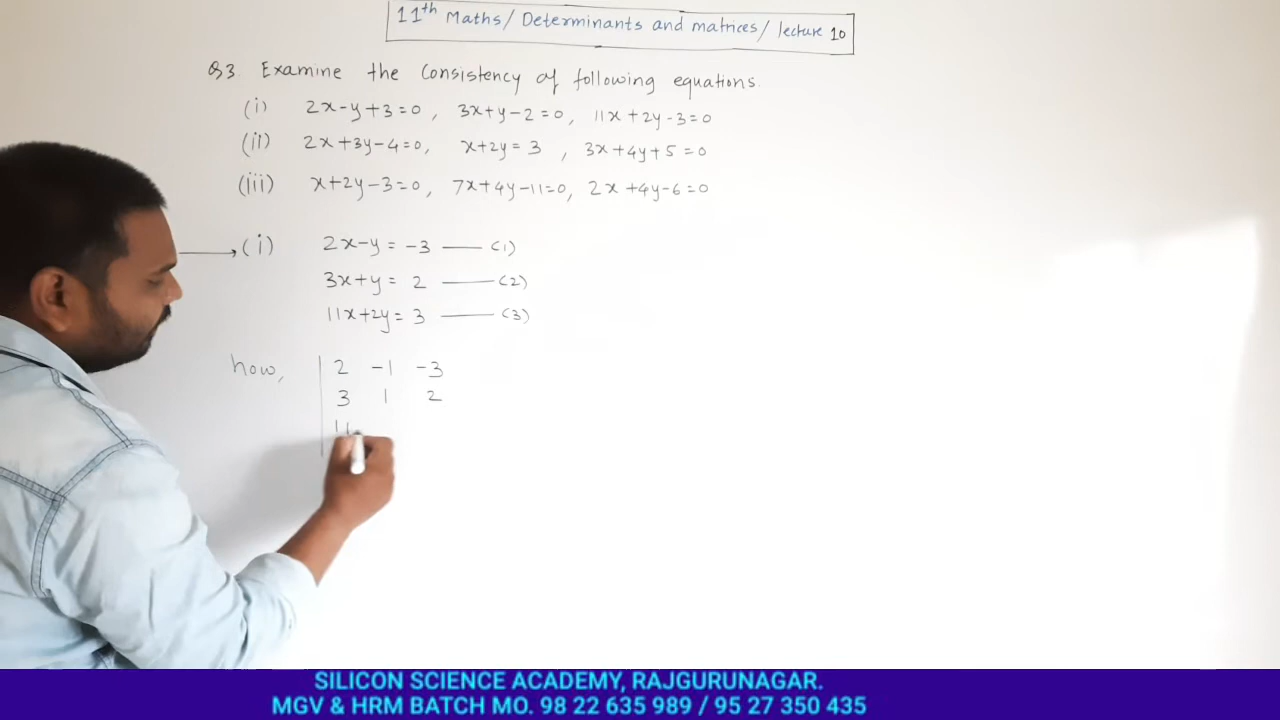 11th Maths/ Determinants and matrices/ lecture 10
Q3. Examine the Consistency of following equations.
(i) 2x-y+3=0, 3x+y-2=0, 11x+2y-3=0
(ii) 2x+3y-4=0, x+2y=3, 3x+4y+5=0
(iii) x+2y-3=0, 7x+4y-11=0, 2x+4y-6=0
→(i) 2x-y = -3 —— (1)
3x+y = 2 —— (2)
11x+2y = 3 —— (3)
now, | 2 -1 -3
3 1 2
11
SILICON SCIENCE ACADEMY, RAJGURUNAGAR.
MGV & HRM BATCH MO. 98 22 635 989 / 95 27 350 435